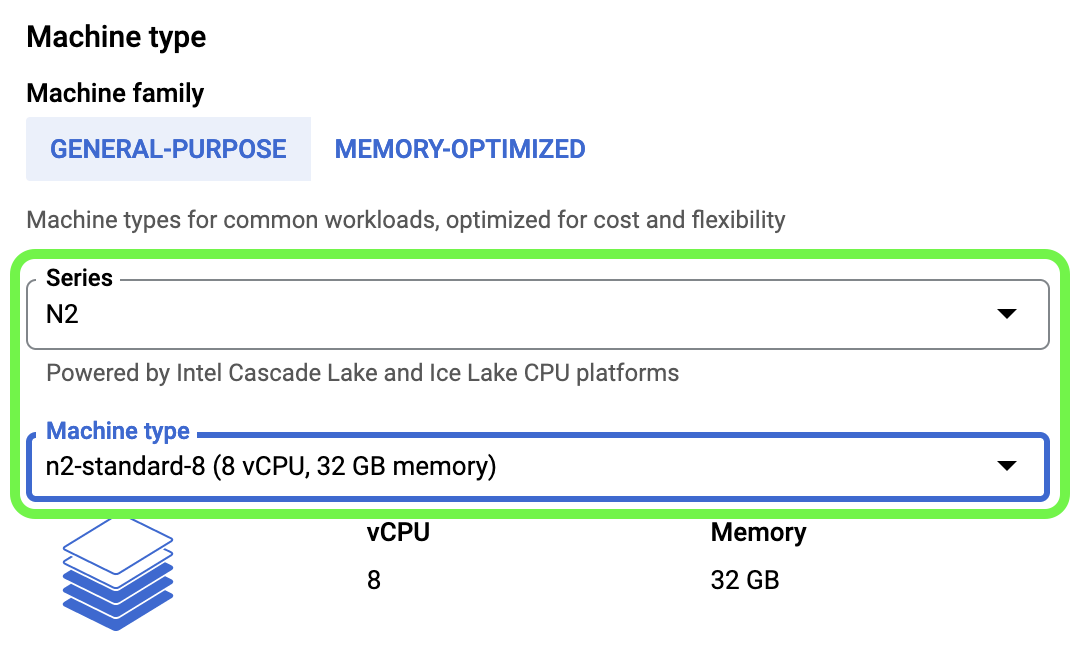 Machine type
Machine family
GENERAL-PURPOSE MEMORY-OPTIMIZED
Machine types for common workloads, optimized for cost and flexibility
Series
N2
Powered by Intel Cascade Lake and Ice Lake CPU platforms
Machine type
n2-standard-8 (8 vCPU, 32 GB memory)
vCPU Memory
8 32 GB